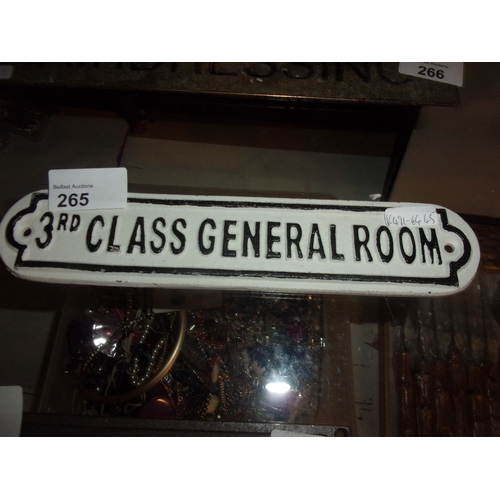 266
Belfast Auctions
265
3RD CLASS GENERAL ROOM